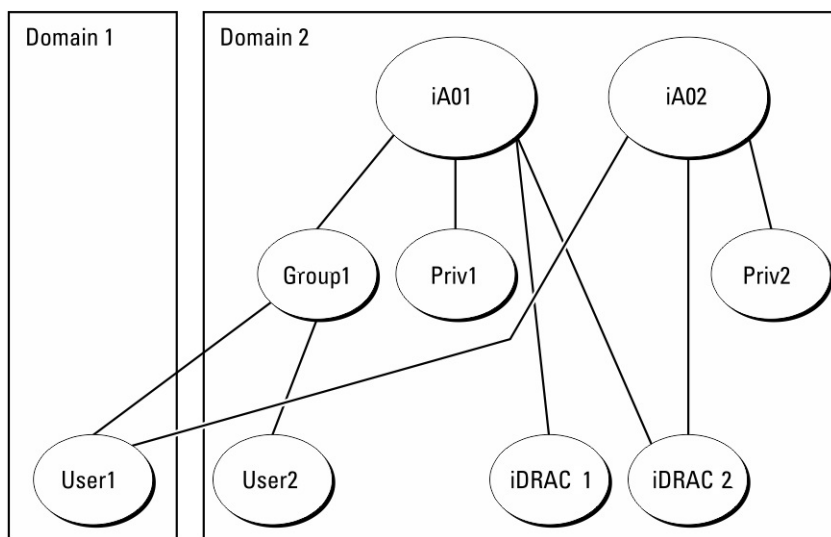 Domain 1
Domain 2
iA01
iA02
Group1
Priv1
Priv2
User1
User2
iDRAC 1
iDRAC 2